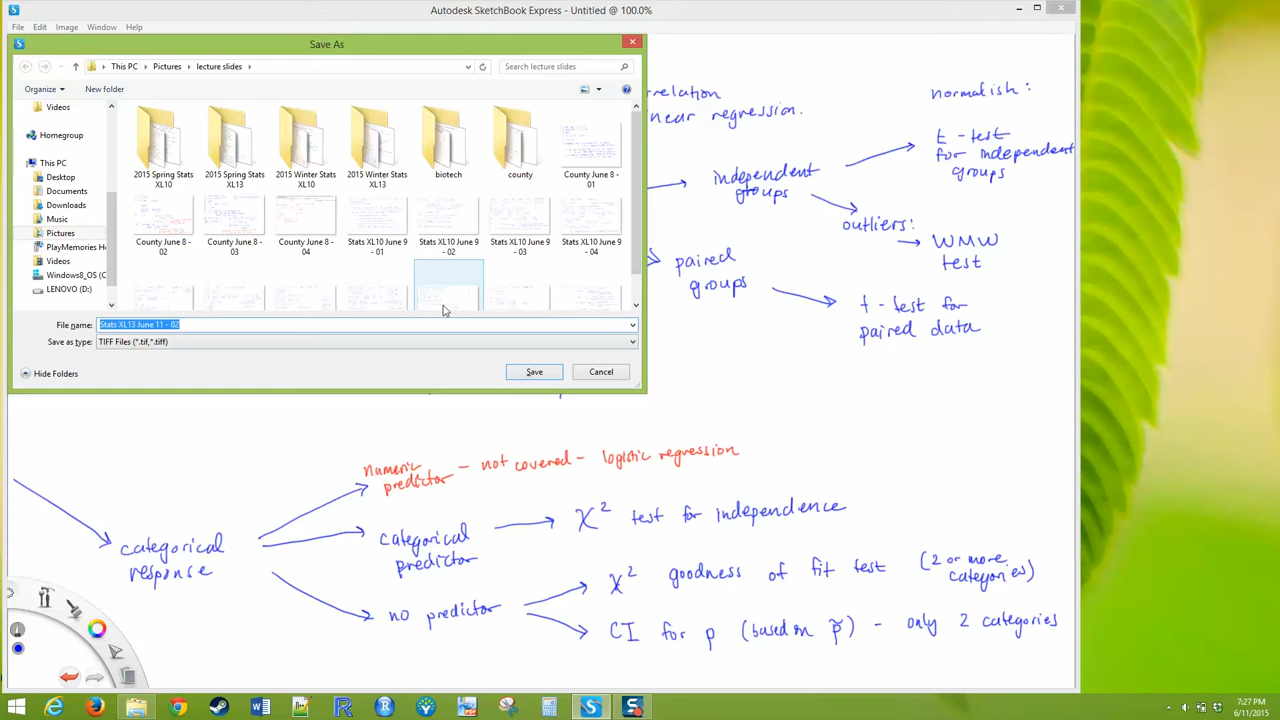 Autodesk SketchBook Express - Untitled @ 100.0%
File Edit Image Window Help
Save As
This PC Pictures lecture slides
Search lecture slides
Organize New folder
Videos
Homegroup
This PC
Desktop
Documents
Downloads
Music
Pictures
PlayMemories H
Videos
Windows8_OS (C
LENOVO (D:)
2015 Spring Stats XL10
2015 Spring Stats XL13
2015 Winter Stats XL10
2015 Winter Stats XL13
biotech
county
County June 8 - 01
County June 8 - 02
County June 8 - 03
County June 8 - 04
Stats XL10 June 9 - 01
Stats XL10 June 9 - 02
Stats XL10 June 9 - 03
Stats XL10 June 9 - 04
File name: Stats XL13 June 11 - 02
Save as type: TIFF Files (*.tif,*.tiff)
Hide Folders
Save Cancel
rrelation
near regression.
normalish:
independent
groups
t - test
for independent
groups
outliers:
WMW
test
paired
groups
t - test for
paired data
numeric
predictor - not covered - logistic regression
categorical
response
categorical
predictor
χ² test for independence
no predictor
χ² goodness of fit test (2 or more
categories)
CI for p (based on p̃) - only 2 categories
7:27 PM
6/11/2015